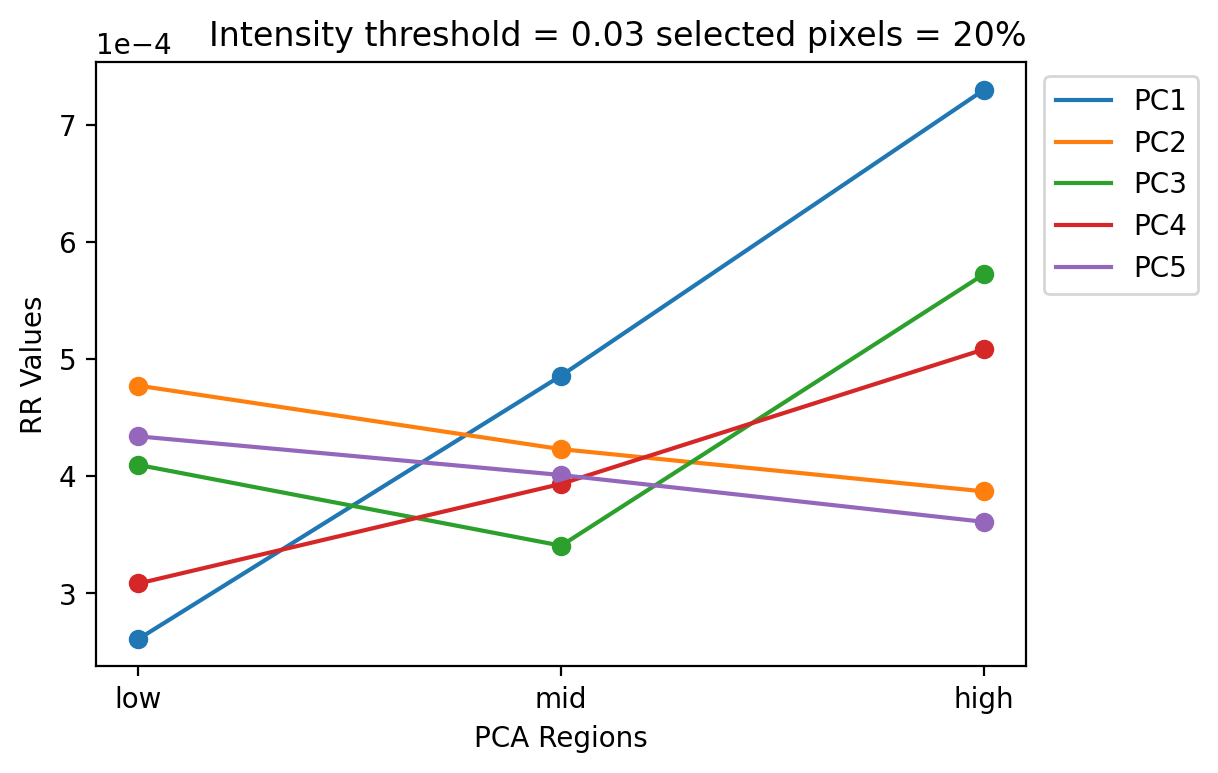 Intensity threshold = 0.03 selected pixels = 20%
1e−4
7
6
5
4
3
RR Values
low
mid
high
PCA Regions
PC1
PC2
PC3
PC4
PC5